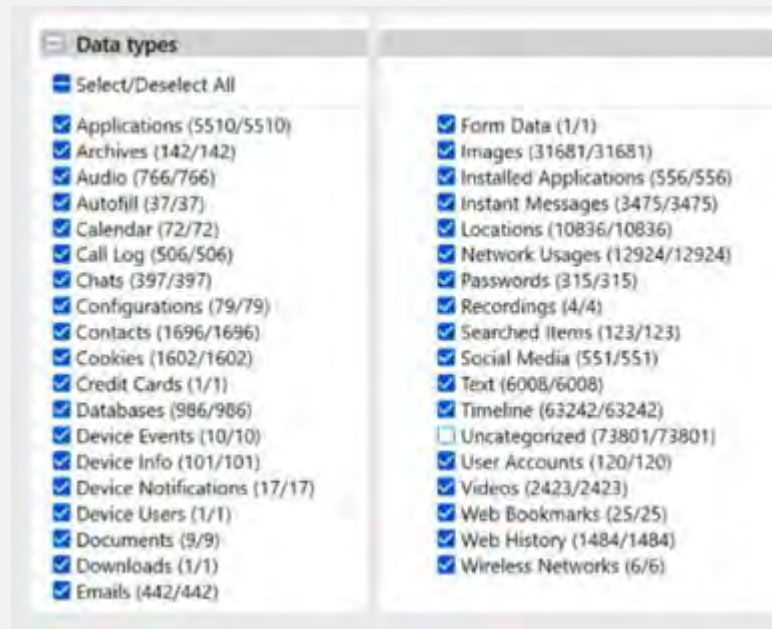 Data types
Select/Deselect All
Applications (5510/5510)
Archives (142/142)
Audio (766/766)
Autofill (37/37)
Calendar (72/72)
Call Log (506/506)
Chats (397/397)
Configurations (79/79)
Contacts (1696/1696)
Cookies (1602/1602)
Credit Cards (1/1)
Databases (986/986)
Device Events (10/10)
Device Info (101/101)
Device Notifications (17/17)
Device Users (1/1)
Documents (9/9)
Downloads (1/1)
Emails (442/442)
Form Data (1/1)
Images (31681/31681)
Installed Applications (556/556)
Instant Messages (3475/3475)
Locations (10836/10836)
Network Usages (12924/12924)
Passwords (315/315)
Recordings (4/4)
Searched Items (123/123)
Social Media (551/551)
Text (6008/6008)
Timeline (63242/63242)
Uncategorized (73801/73801)
User Accounts (120/120)
Videos (2423/2423)
Web Bookmarks (25/25)
Web History (1484/1484)
Wireless Networks (6/6)